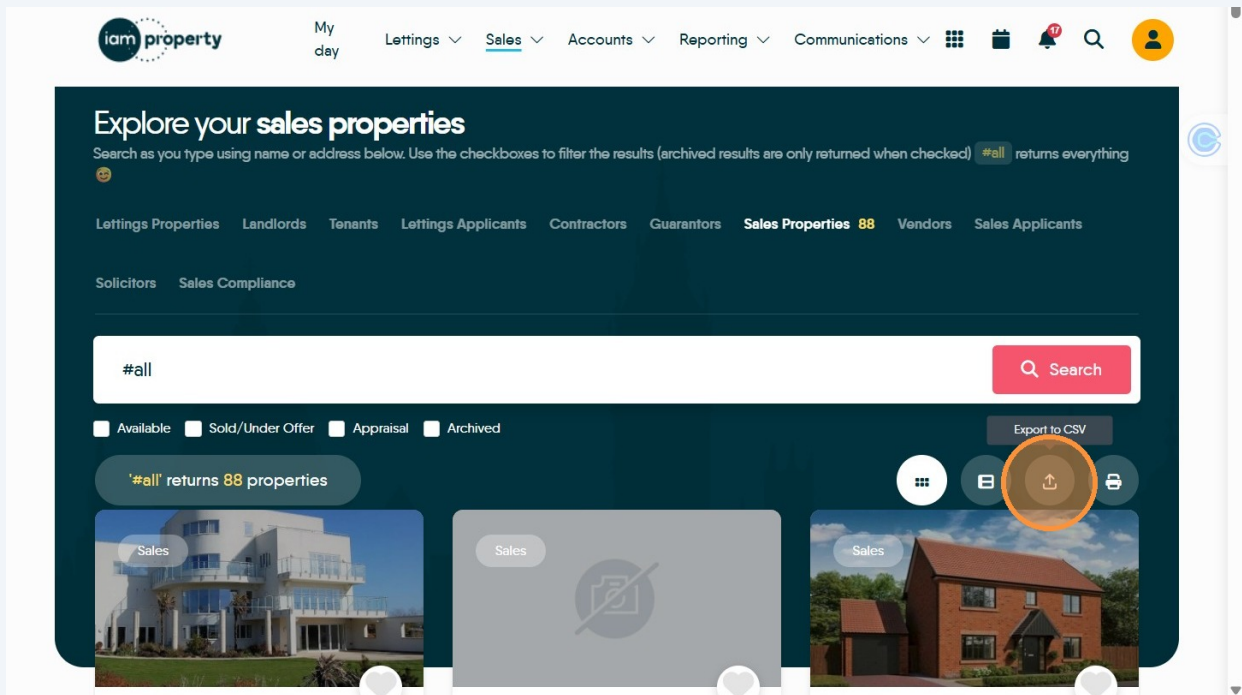 iam property
My day
Lettings
Sales
Accounts
Reporting
Communications
17
Explore your sales properties
Search as you type using name or address below. Use the checkboxes to filter the results (archived results are only returned when checked) #all returns everything
Lettings Properties
Landlords
Tenants
Lettings Applicants
Contractors
Guarantors
Sales Properties 88
Vendors
Sales Applicants
Solicitors
Sales Compliance
#all
Search
Available
Sold/Under Offer
Appraisal
Archived
Export to CSV
'#all' returns 88 properties
Sales
Sales
Sales